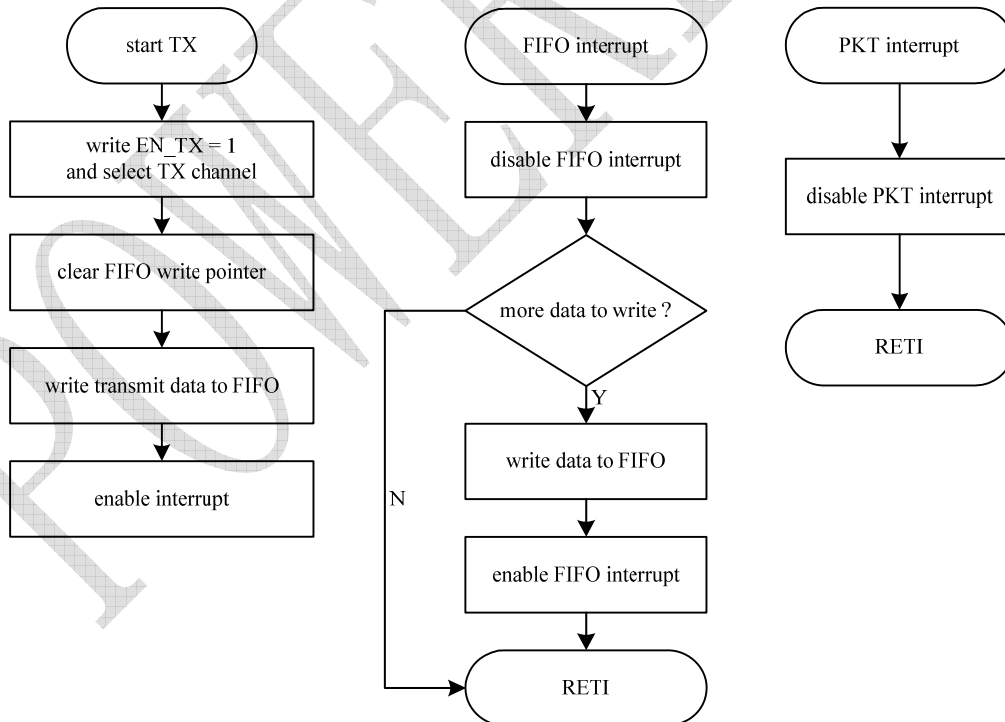 start TX
write EN_TX = 1
and select TX channel
clear FIFO write pointer
write transmit data to FIFO
enable interrupt
FIFO interrupt
disable FIFO interrupt
more data to write ?
Y
N
write data to FIFO
enable FIFO interrupt
RETI
PKT interrupt
disable PKT interrupt
RETI
POWER